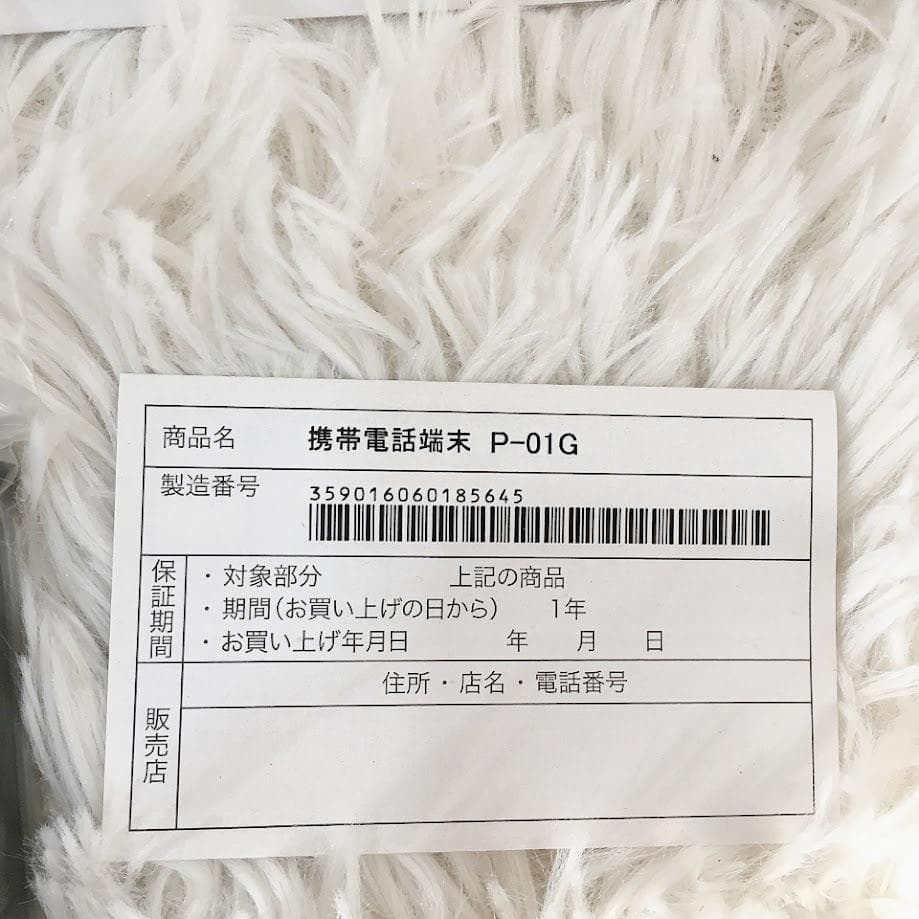 商品名 携帯電話端末 P-01G
製造番号 359016060185645
保証期間
・対象部分 上記の商品
・期間（お買い上げの日から） 1年
・お買い上げ年月日 年 月 日
販売店
住所・店名・電話番号